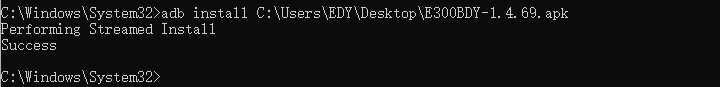 C:\Windows\System32>adb install C:\Users\EDY\Desktop\E300BDY-1.4.69.apk
Performing Streamed Install
Success
C:\Windows\System32>